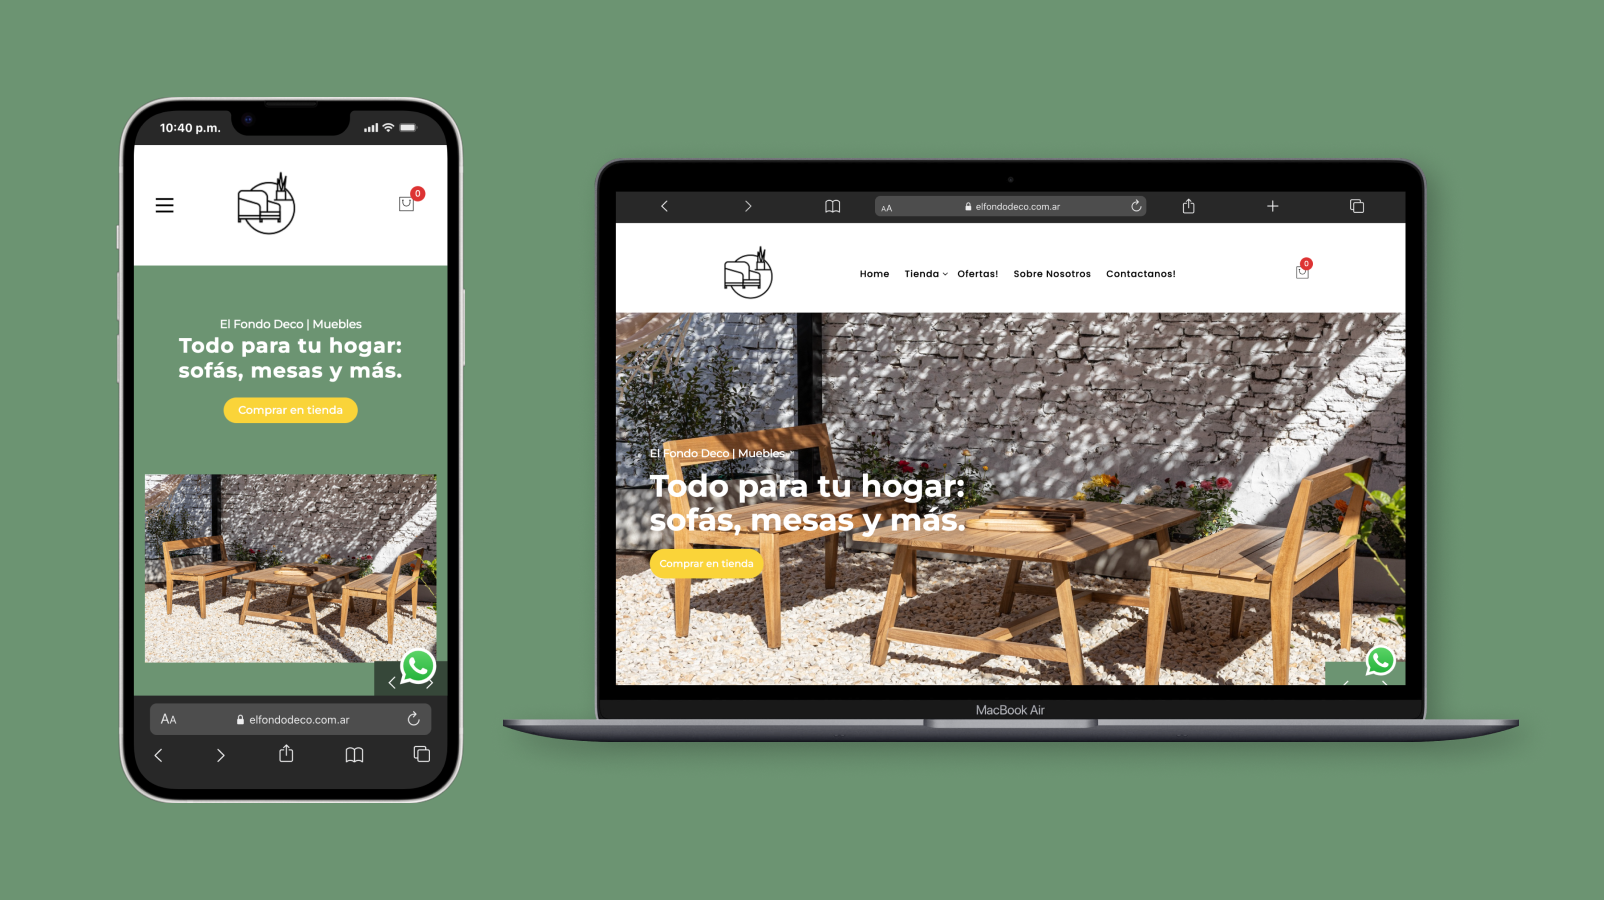 10:40 p.m.
0
El Fondo Deco | Muebles
Todo para tu hogar:
sofás, mesas y más.
Comprar en tienda
AA elfondodeco.com.ar
AA elfondodeco.com.ar
Home Tienda Ofertas! Sobre Nosotros Contactanos!
0
El Fondo Deco | Muebles
Todo para tu hogar:
sofás, mesas y más.
Comprar en tienda
MacBook Air